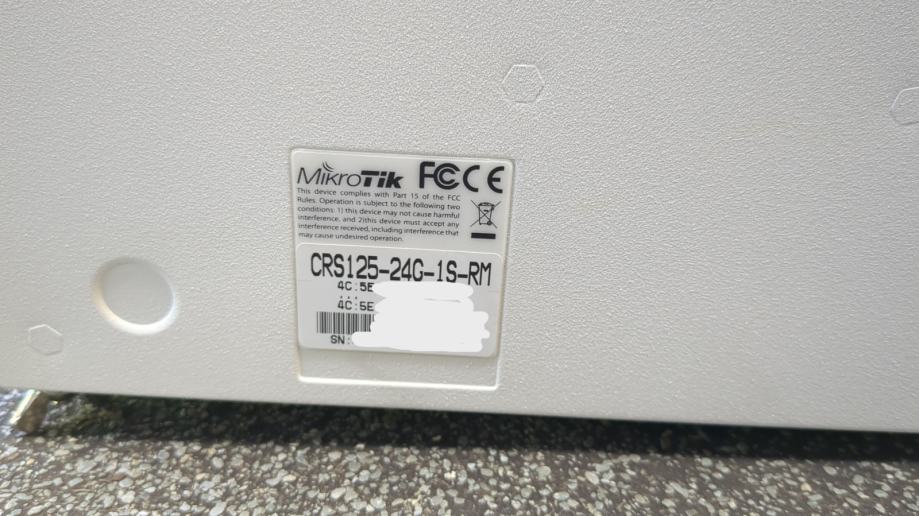 MikroTik FCC CE
This device complies with Part 15 of the FCC
Rules. Operation is subject to the following two
conditions: 1) this device may not cause harmful
interference, and 2)this device must accept any
interference received, including interference that
may cause undesired operation.
CRS125-24G-1S-RM
4C:5E
...
4C:5E
SN: